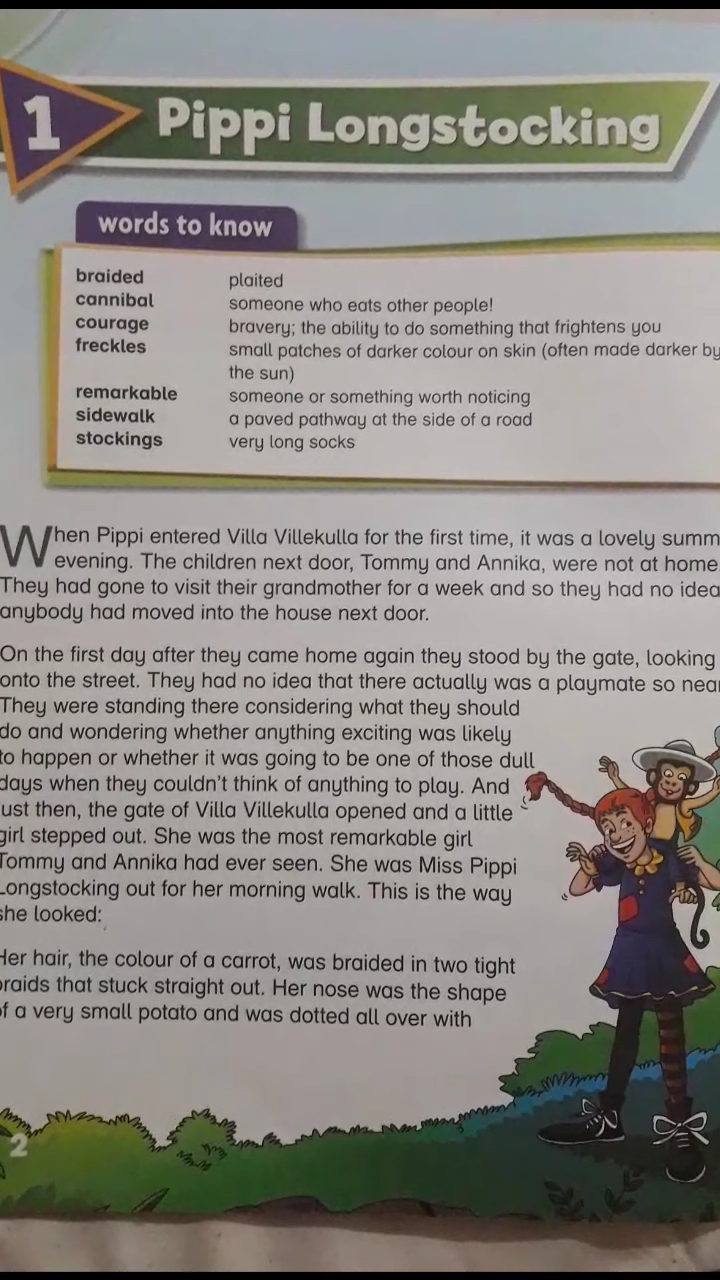 1
Pippi Longstocking
words to know
braided plaited
cannibal someone who eats other people!
courage bravery; the ability to do something that frightens you
freckles small patches of darker colour on skin (often made darker by
the sun)
remarkable someone or something worth noticing
sidewalk a paved pathway at the side of a road
stockings very long socks
When Pippi entered Villa Villekulla for the first time, it was a lovely summ
evening. The children next door, Tommy and Annika, were not at home
They had gone to visit their grandmother for a week and so they had no idea
anybody had moved into the house next door.
On the first day after they came home again they stood by the gate, looking
onto the street. They had no idea that there actually was a playmate so near
They were standing there considering what they should
do and wondering whether anything exciting was likely
to happen or whether it was going to be one of those dull
days when they couldn't think of anything to play. And
just then, the gate of Villa Villekulla opened and a little
girl stepped out. She was the most remarkable girl
Tommy and Annika had ever seen. She was Miss Pippi
Longstocking out for her morning walk. This is the way
she looked:
Her hair, the colour of a carrot, was braided in two tight
braids that stuck straight out. Her nose was the shape
of a very small potato and was dotted all over with
2